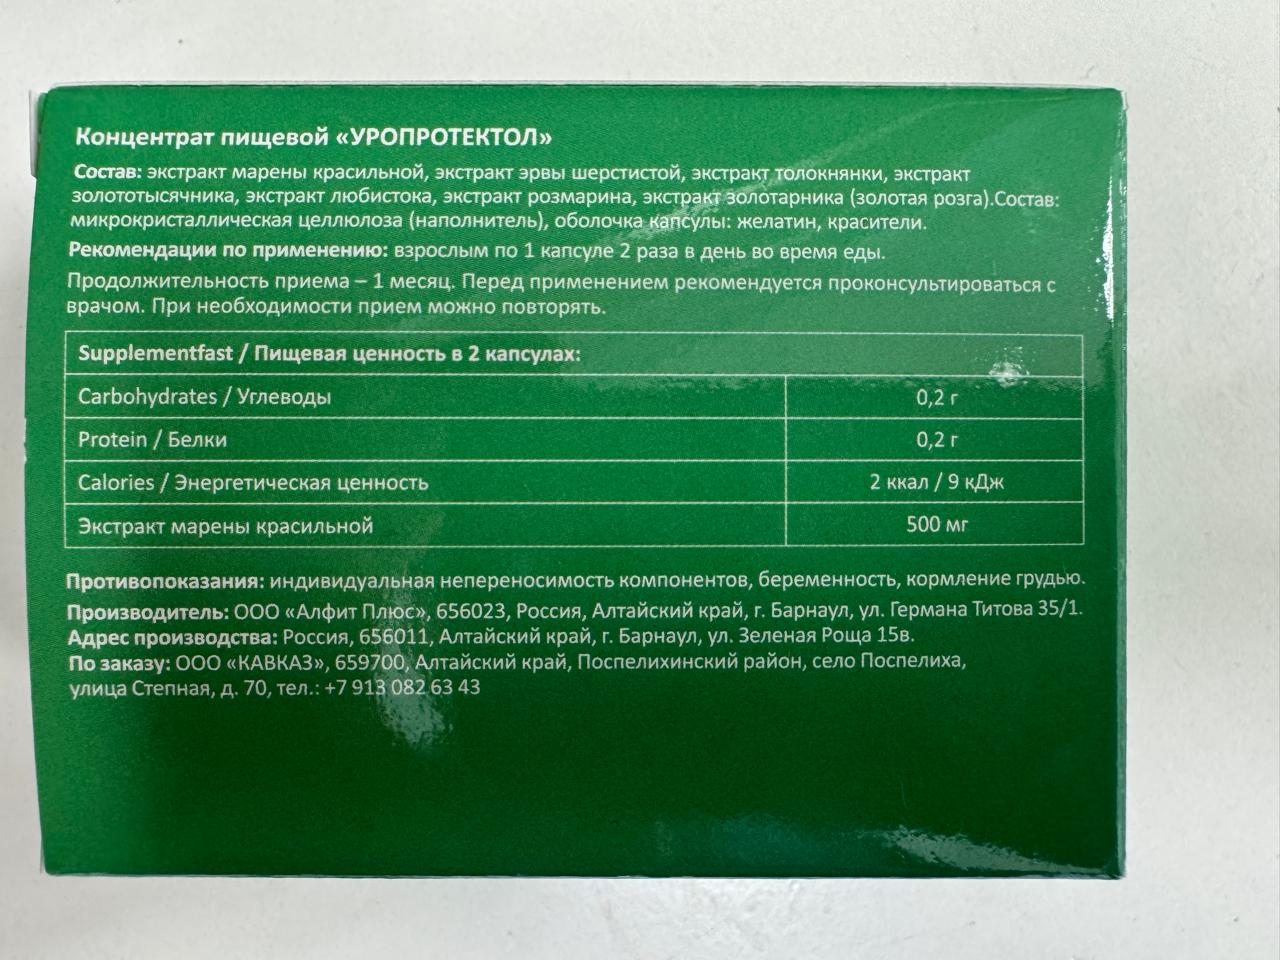 Концентрат пищевой «УРОПРОТЕКТОЛ»
Состав: экстракт марены красильной, экстракт эрвы шерстистой, экстракт толокнянки, экстракт
золототысячника, экстракт любистока, экстракт розмарина, экстракт золотарника (золотая розга).Состав:
микрокристаллическая целлюлоза (наполнитель), оболочка капсулы: желатин, красители.
Рекомендации по применению: взрослым по 1 капсуле 2 раза в день во время еды.
Продолжительность приема – 1 месяц. Перед применением рекомендуется проконсультироваться с
врачом. При необходимости прием можно повторять.
Supplementfast / Пищевая ценность в 2 капсулах:
Carbohydrates / Углеводы 0,2 г
Protein / Белки 0,2 г
Calories / Энергетическая ценность 2 ккал / 9 кДж
Экстракт марены красильной 500 мг
Противопоказания: индивидуальная непереносимость компонентов, беременность, кормление грудью.
Производитель: ООО «Алфит Плюс», 656023, Россия, Алтайский край, г. Барнаул, ул. Германа Титова 35/1.
Адрес производства: Россия, 656011, Алтайский край, г. Барнаул, ул. Зеленая Роща 15в.
По заказу: ООО «КАВКАЗ», 659700, Алтайский край, Поспелихинский район, село Поспелиха,
улица Степная, д. 70, тел.: +7 913 082 63 43